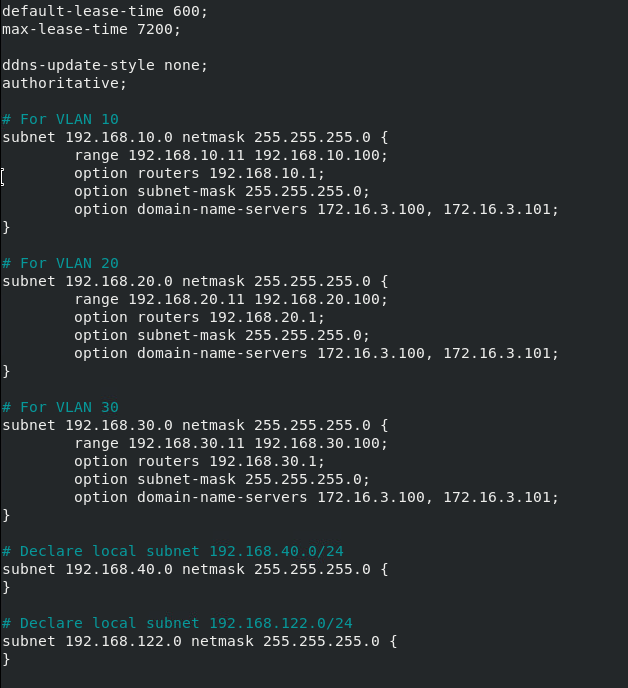 default-lease-time 600;
max-lease-time 7200;
ddns-update-style none;
authoritative;
# For VLAN 10
subnet 192.168.10.0 netmask 255.255.255.0 {
range 192.168.10.11 192.168.10.100;
option routers 192.168.10.1;
option subnet-mask 255.255.255.0;
option domain-name-servers 172.16.3.100, 172.16.3.101;
}
# For VLAN 20
subnet 192.168.20.0 netmask 255.255.255.0 {
range 192.168.20.11 192.168.20.100;
option routers 192.168.20.1;
option subnet-mask 255.255.255.0;
option domain-name-servers 172.16.3.100, 172.16.3.101;
}
# For VLAN 30
subnet 192.168.30.0 netmask 255.255.255.0 {
range 192.168.30.11 192.168.30.100;
option routers 192.168.30.1;
option subnet-mask 255.255.255.0;
option domain-name-servers 172.16.3.100, 172.16.3.101;
}
# Declare local subnet 192.168.40.0/24
subnet 192.168.40.0 netmask 255.255.255.0 {
}
# Declare local subnet 192.168.122.0/24
subnet 192.168.122.0 netmask 255.255.255.0 {
}